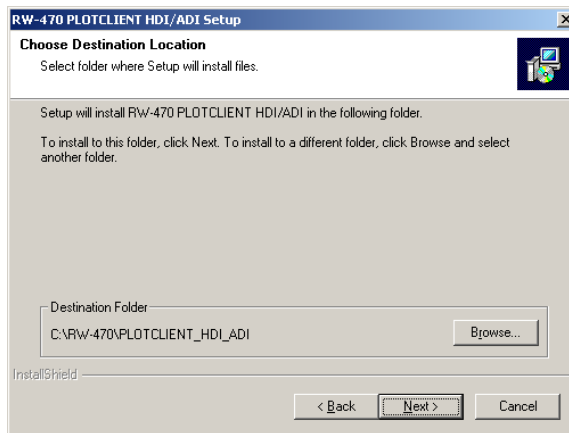 RW-470 PLOTCLIENT HDI/ADI Setup
Choose Destination Location
Select folder where Setup will install files.
Setup will install RW-470 PLOTCLIENT HDI/ADI in the following folder.
To install to this folder, click Next. To install to a different folder, click Browse and select
another folder.
Destination Folder
C:\RW-470\PLOTCLIENT_HDI_ADI
Browse...
InstallShield
< Back
Next >
Cancel